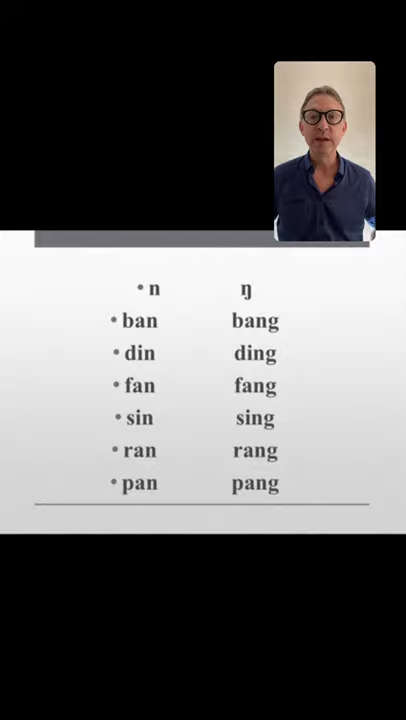 • n ŋ
• ban bang
• din ding
• fan fang
• sin sing
• ran rang
• pan pang